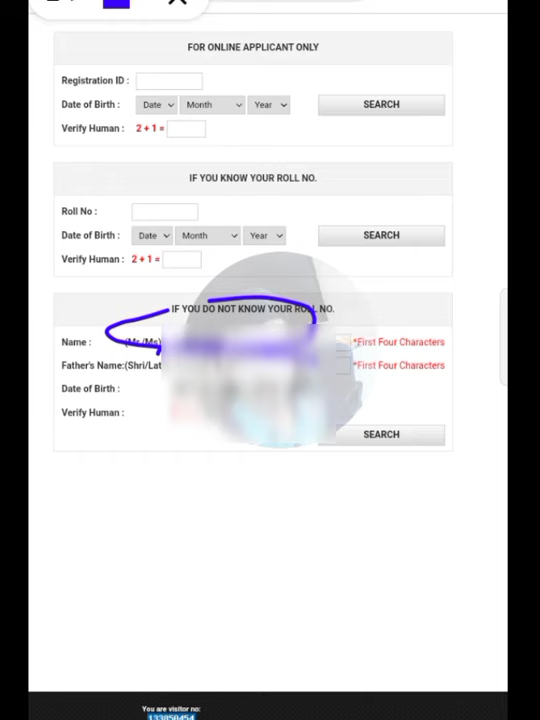 FOR ONLINE APPLICANT ONLY
Registration ID :
Date of Birth : Date Month Year SEARCH
Verify Human : 2 + 1 =
IF YOU KNOW YOUR ROLL NO.
Roll No :
Date of Birth : Date Month Year SEARCH
Verify Human : 2 + 1 =
IF YOU DO NOT KNOW YOUR ROLL NO.
Name : (Mr./Ms) *First Four Characters
Father's Name:(Shri/Lat *First Four Characters
Date of Birth :
Verify Human :
SEARCH
You are visitor no:
133850454